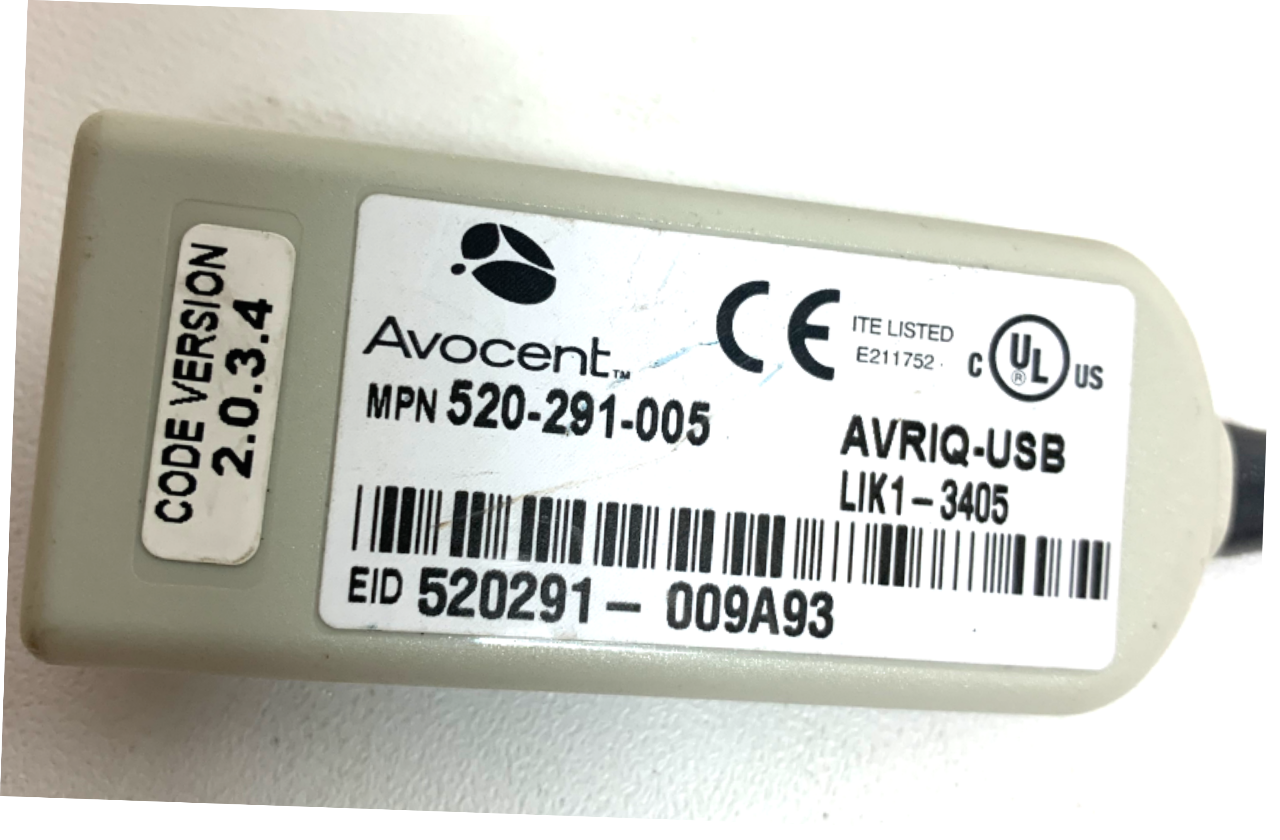 CODE VERSION
2.0.3.4
Avocent™
MPN 520-291-005
CE
ITE LISTED
E211752
C UL ® US
AVRIQ-USB
LIK1-3405
EID 520291- 009A93